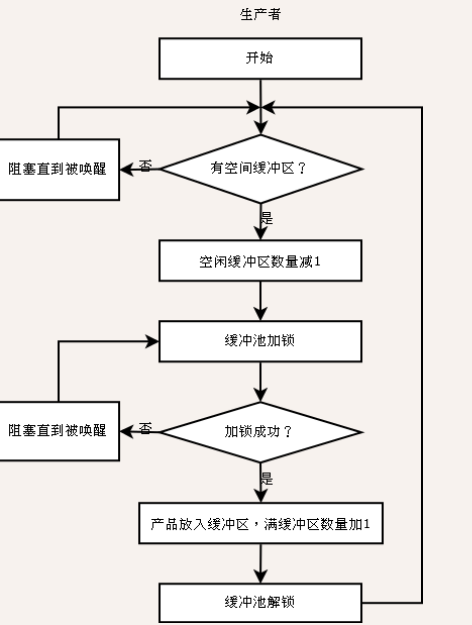 生产者
开始
有空间缓冲区？
否
阻塞直到被唤醒
是
空闲缓冲区数量减1
缓冲池加锁
加锁成功？
否
阻塞直到被唤醒
是
产品放入缓冲区，满缓冲区数量加1
缓冲池解锁